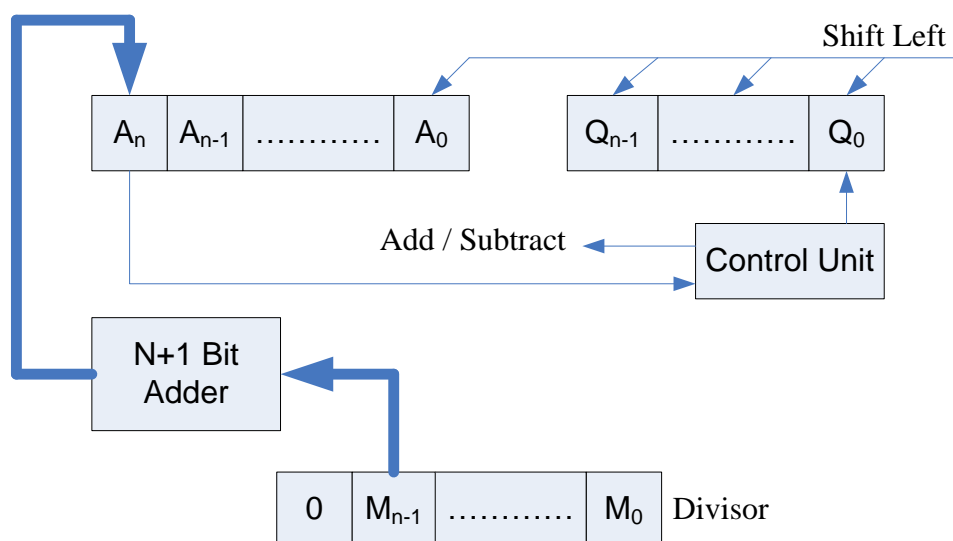 Shift Left
Aₙ Aₙ₋₁ ............ A₀ Qₙ₋₁ ............ Q₀
Add / Subtract
Control Unit
N+1 Bit
Adder
0 Mₙ₋₁ ............ M₀ Divisor